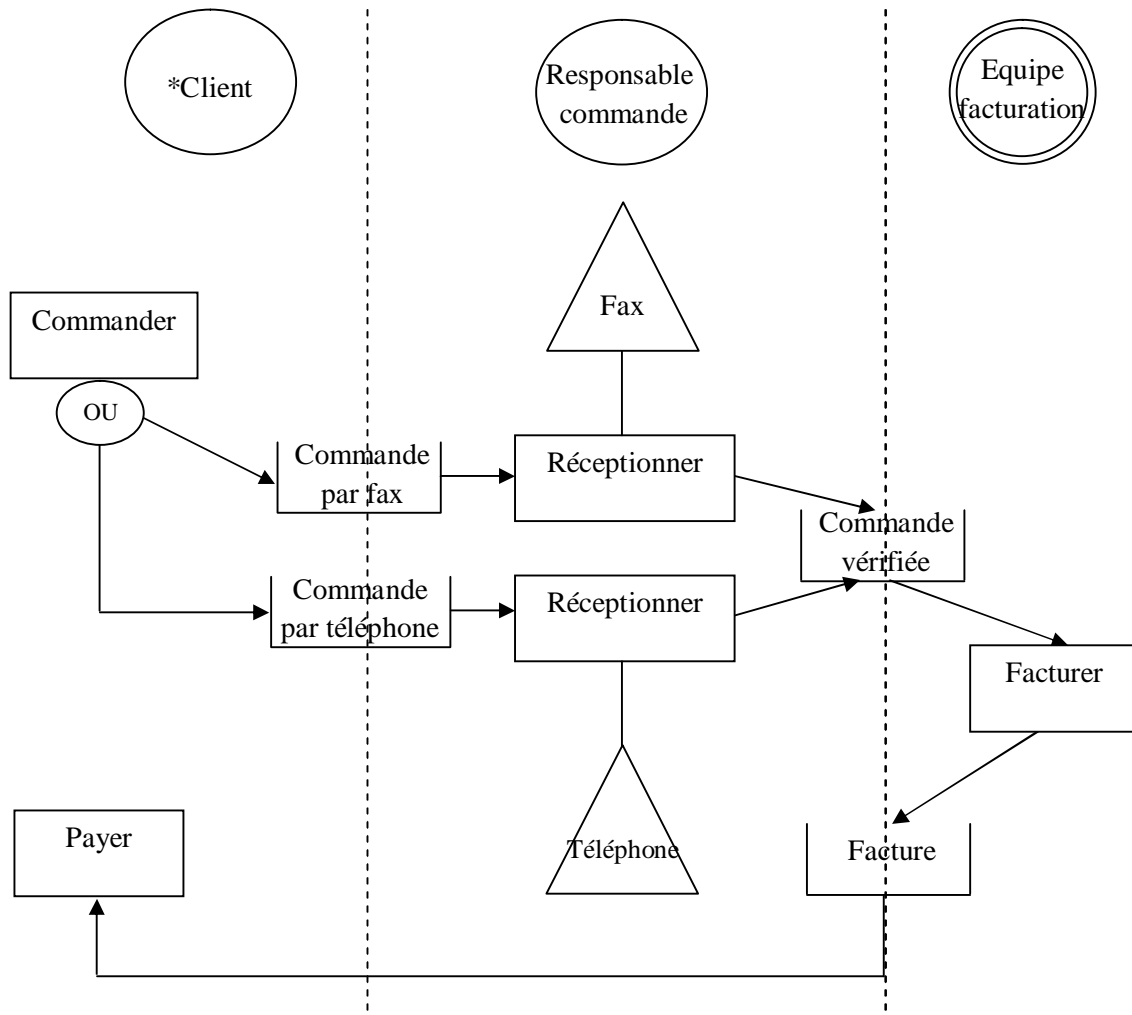 *Client
Responsable
commande
Equipe
facturation
Fax
Commander
OU
Commande
par fax
Réceptionner
Commande
vérifiée
Commande
par téléphone
Réceptionner
Facturer
Payer
Téléphone
Facture